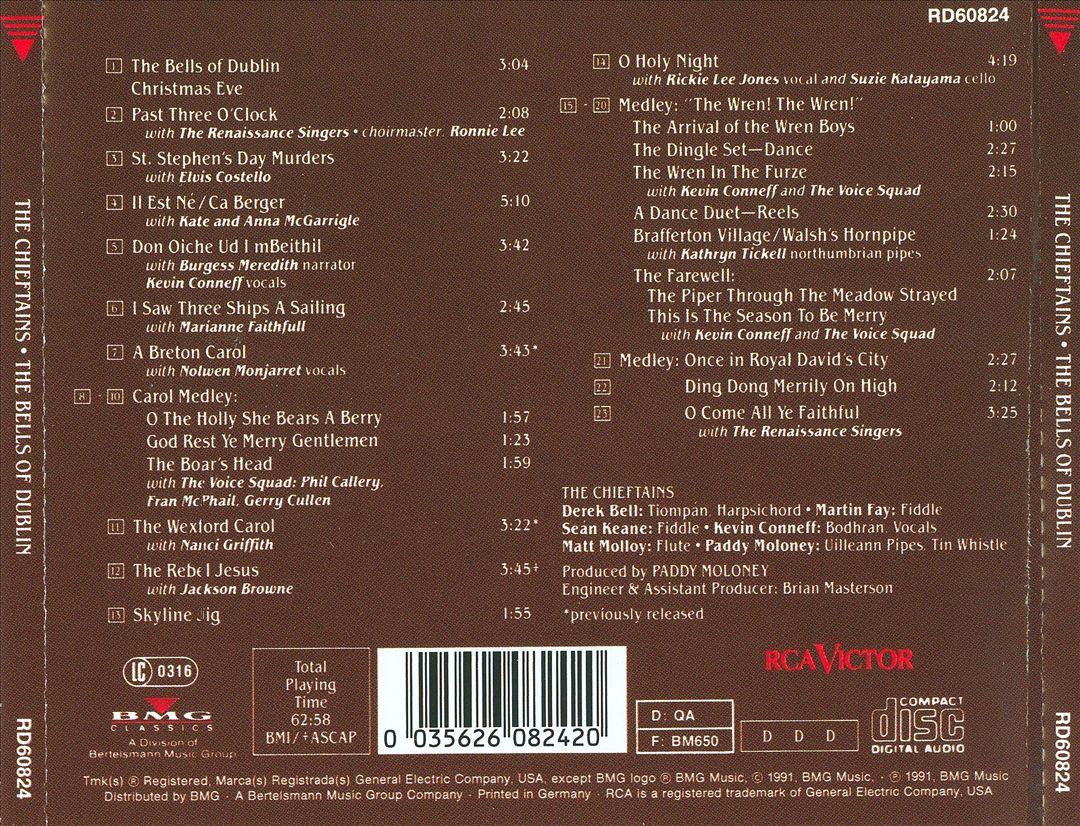 RD60824
THE CHIEFTAINS • THE BELLS OF DUBLIN
RD60824
1 The Bells of Dublin 3:04
Christmas Eve
2 Past Three O'Clock 2:08
with The Renaissance Singers • choirmaster, Ronnie Lee
3 St. Stephen's Day Murders 3:22
with Elvis Costello
4 Il Est Né/Ca Berger 5:10
with Kate and Anna McGarrigle
5 Don Oiche Ud I mBeithil 3:42
with Burgess Meredith narrator
Kevin Conneff vocals
6 I Saw Three Ships A Sailing 2:45
with Marianne Faithfull
7 A Breton Carol 3:43*
with Nolwen Monjarret vocals
8 - 10 Carol Medley:
O The Holly She Bears A Berry 1:57
God Rest Ye Merry Gentlemen 1:23
The Boar's Head 1:59
with The Voice Squad: Phil Callery,
Fran McPhail, Gerry Cullen
11 The Wexford Carol 3:22*
with Nanci Griffith
12 The Rebel Jesus 3:45†
with Jackson Browne
13 Skyline Jig 1:55
14 O Holy Night 4:19
with Rickie Lee Jones vocal and Suzie Katayama cello
15 - 20 Medley: "The Wren! The Wren!"
The Arrival of the Wren Boys 1:00
The Dingle Set—Dance 2:27
The Wren In The Furze 2:15
with Kevin Conneff and The Voice Squad
A Dance Duet—Reels 2:30
Brafferton Village/Walsh's Hornpipe 1:24
with Kathryn Tickell northumbrian pipes
The Farewell: 2:07
The Piper Through The Meadow Strayed
This Is The Season To Be Merry
with Kevin Conneff and The Voice Squad
21 Medley: Once in Royal David's City 2:27
22 Ding Dong Merrily On High 2:12
23 O Come All Ye Faithful 3:25
with The Renaissance Singers
THE CHIEFTAINS
Derek Bell: Tiompan, Harpsichord • Martin Fay: Fiddle
Seán Keane: Fiddle • Kevin Conneff: Bodhran, Vocals
Matt Molloy: Flute • Paddy Moloney: Uilleann Pipes, Tin Whistle
Produced by PADDY MOLONEY
Engineer & Assistant Producer: Brian Masterson
*previously released
LC 0316
BMG
CLASSICS
A Division of
Bertelsmann Music Group
Total
Playing
Time
62:58
BMI/†ASCAP
0 035626 082420
D: QA
F: BM650
D D D
RCA VICTOR
COMPACT
disc
DIGITAL AUDIO
Tmk(s) ® Registered, Marca(s) Registrada(s) General Electric Company, USA, except BMG logo ® BMG Music, © 1991, BMG Music. · ℗ 1991, BMG Music
Distributed by BMG · A Bertelsmann Music Group Company · Printed in Germany · RCA is a registered trademark of General Electric Company, USA
THE CHIEFTAINS • THE BELLS OF DUBLIN
RD60824